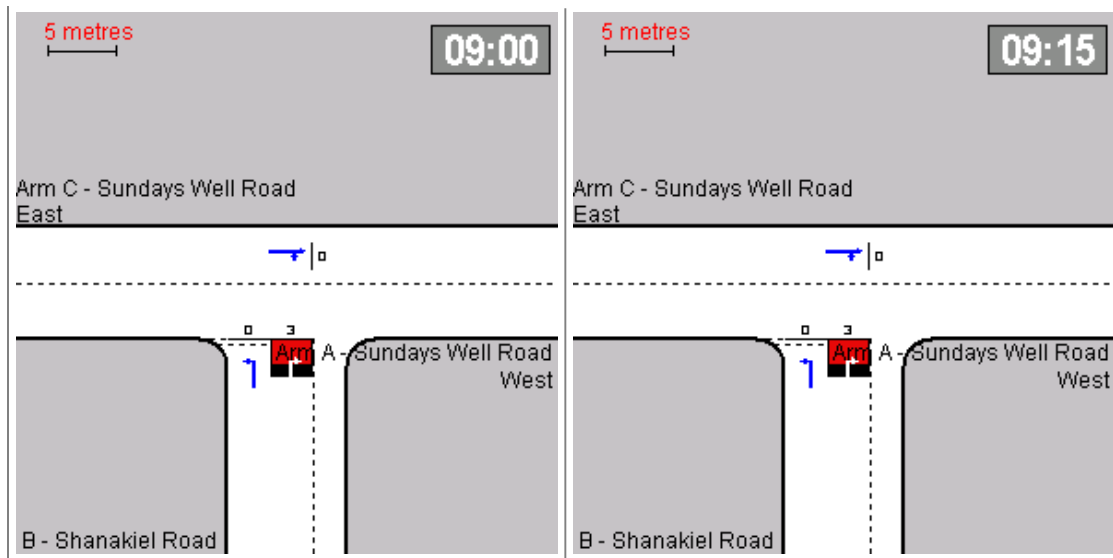 5 metres
09:00
Arm C - Sundays Well Road
East
0
0 3
Arm A - Sundays Well Road
West
B - Shanakiel Road
5 metres
09:15
Arm C - Sundays Well Road
East
0
0 3
Arm A - Sundays Well Road
West
B - Shanakiel Road